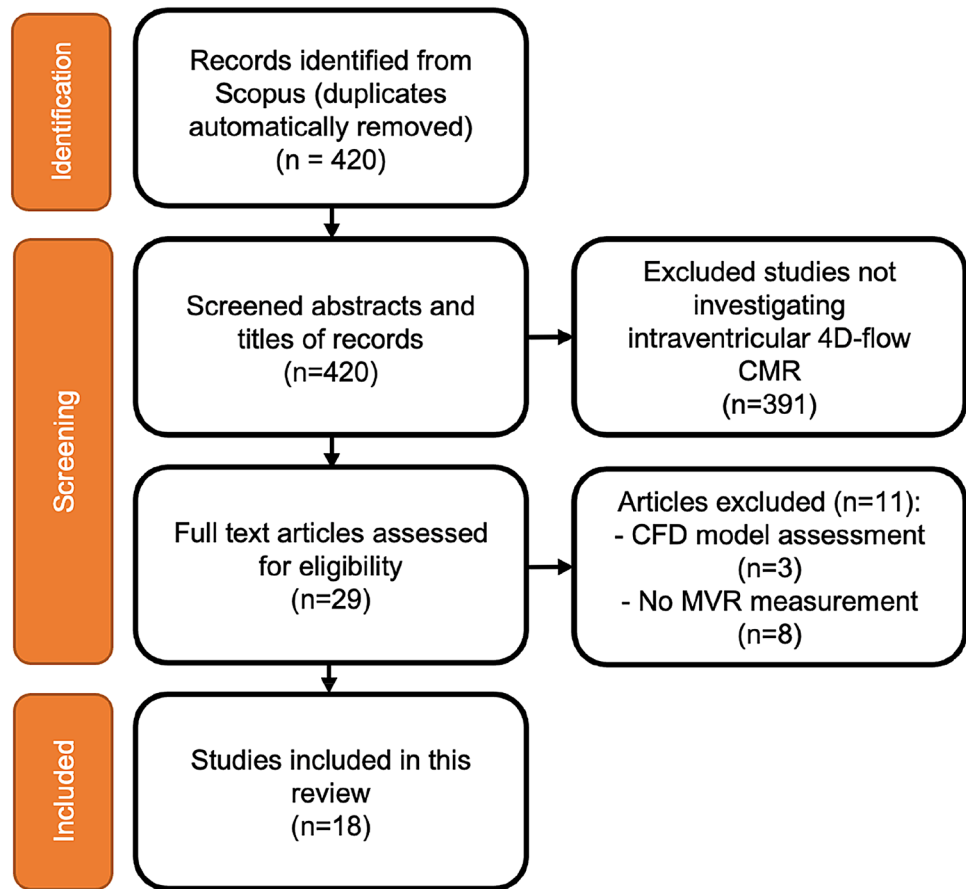 Identification
Records identified from
Scopus (duplicates
automatically removed)
(n = 420)
Screening
Screened abstracts and
titles of records
(n=420)
Excluded studies not
investigating
intraventricular 4D-flow
CMR
(n=391)
Full text articles assessed
for eligibility
(n=29)
Articles excluded (n=11):
- CFD model assessment
(n=3)
- No MVR measurement
(n=8)
Included
Studies included in this
review
(n=18)